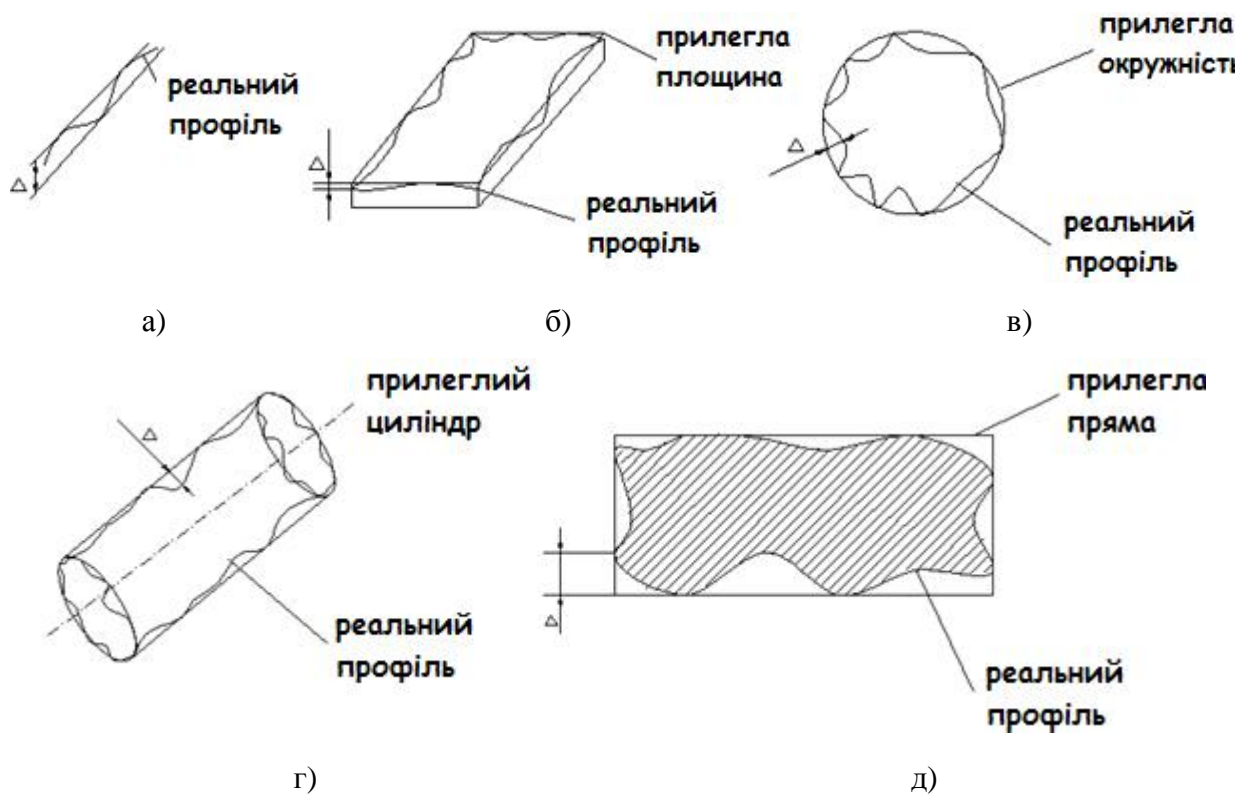 реальний
профіль
△
а)
прилегла
площина
△
реальний
профіль
б)
прилегла
окружність
△
реальний
профіль
в)
прилеглий
циліндр
△
реальний
профіль
г)
прилегла
пряма
△
реальний
профіль
д)